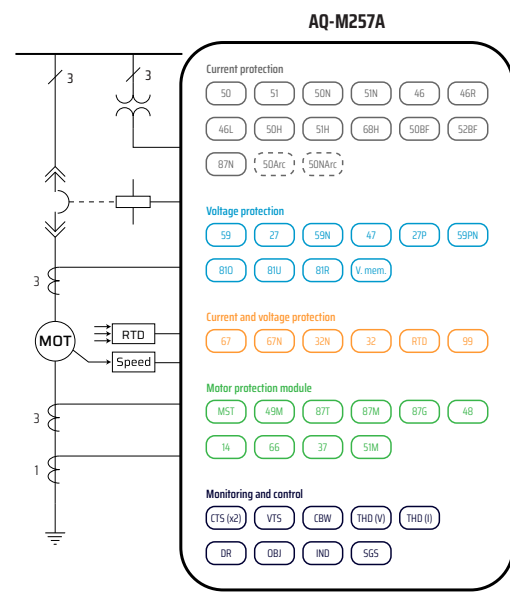 AQ-M257A
3 3
Current protection
50 51 50N 51N 46 46R
46L 50H 51H 68H 50BF 52BF
87N 50Arc 50NArc
Voltage protection
59 27 59N 47 27P 59PN
81O 81U 81R V. mem.
3
Current and voltage protection
MOT RTD 67 67N 32N 32 RTD 99
Speed
Motor protection module
3 MST 49M 87T 87M 87G 48
14 66 37 51M
1
Monitoring and control
CTS (x2) VTS CBW THD (V) THD (I)
DR OBJ IND SGS